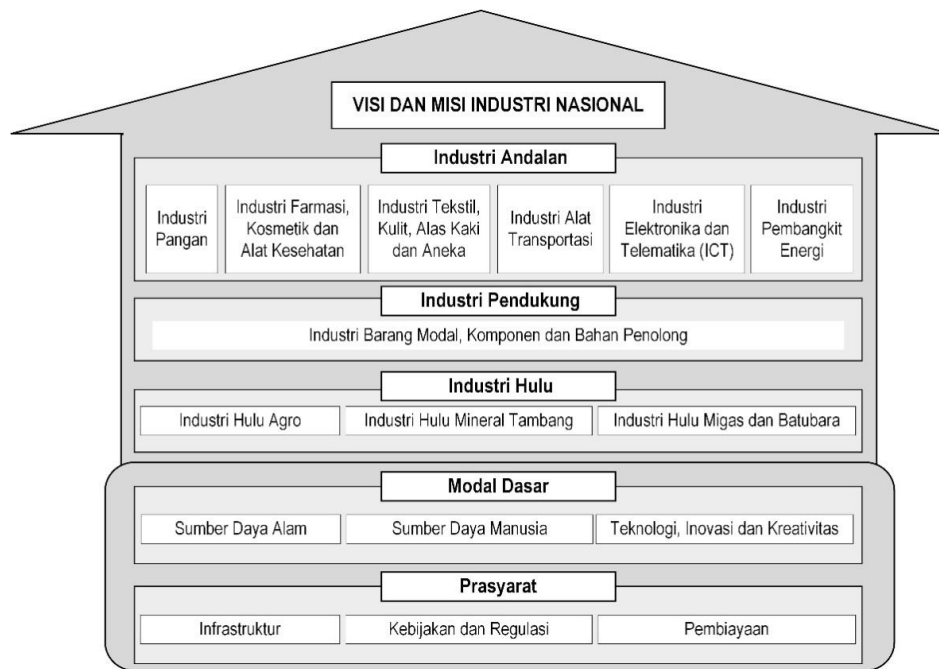 VISI DAN MISI INDUSTRI NASIONAL
Industri Andalan
Industri
Pangan
Industri Farmasi,
Kosmetik dan
Alat Kesehatan
Industri Tekstil,
Kulit, Alas Kaki
dan Aneka
Industri Alat
Transportasi
Industri
Elektronika dan
Telematika (ICT)
Industri
Pembangkit
Energi
Industri Pendukung
Industri Barang Modal, Komponen dan Bahan Penolong
Industri Hulu
Industri Hulu Agro
Industri Hulu Mineral Tambang
Industri Hulu Migas dan Batubara
Modal Dasar
Sumber Daya Alam
Sumber Daya Manusia
Teknologi, Inovasi dan Kreativitas
Prasyarat
Infrastruktur
Kebijakan dan Regulasi
Pembiayaan